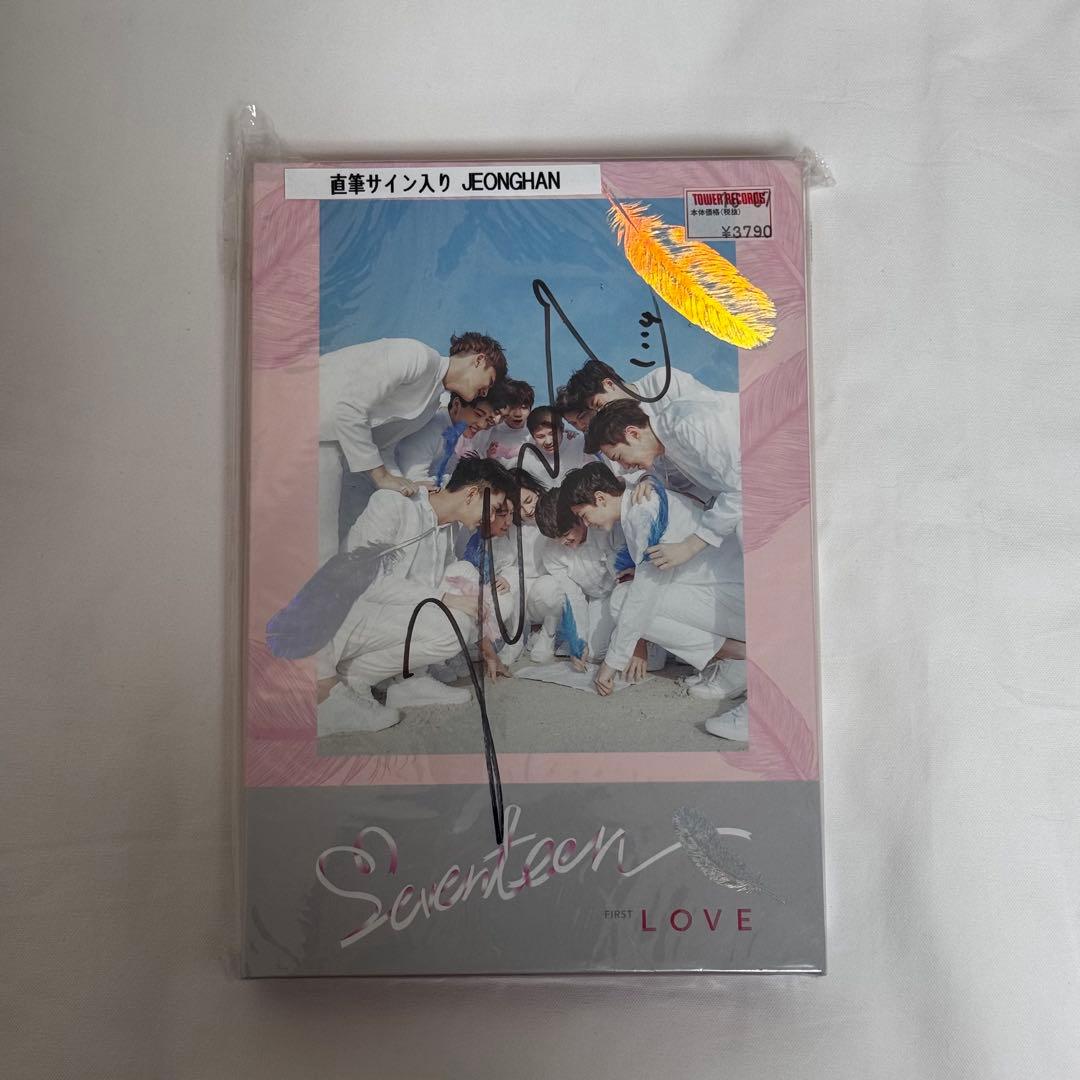 直筆サイン入り JEONGHAN
TOWER RECORDS
本体価格(税抜)
¥3790
Seventeen
FIRST LOVE